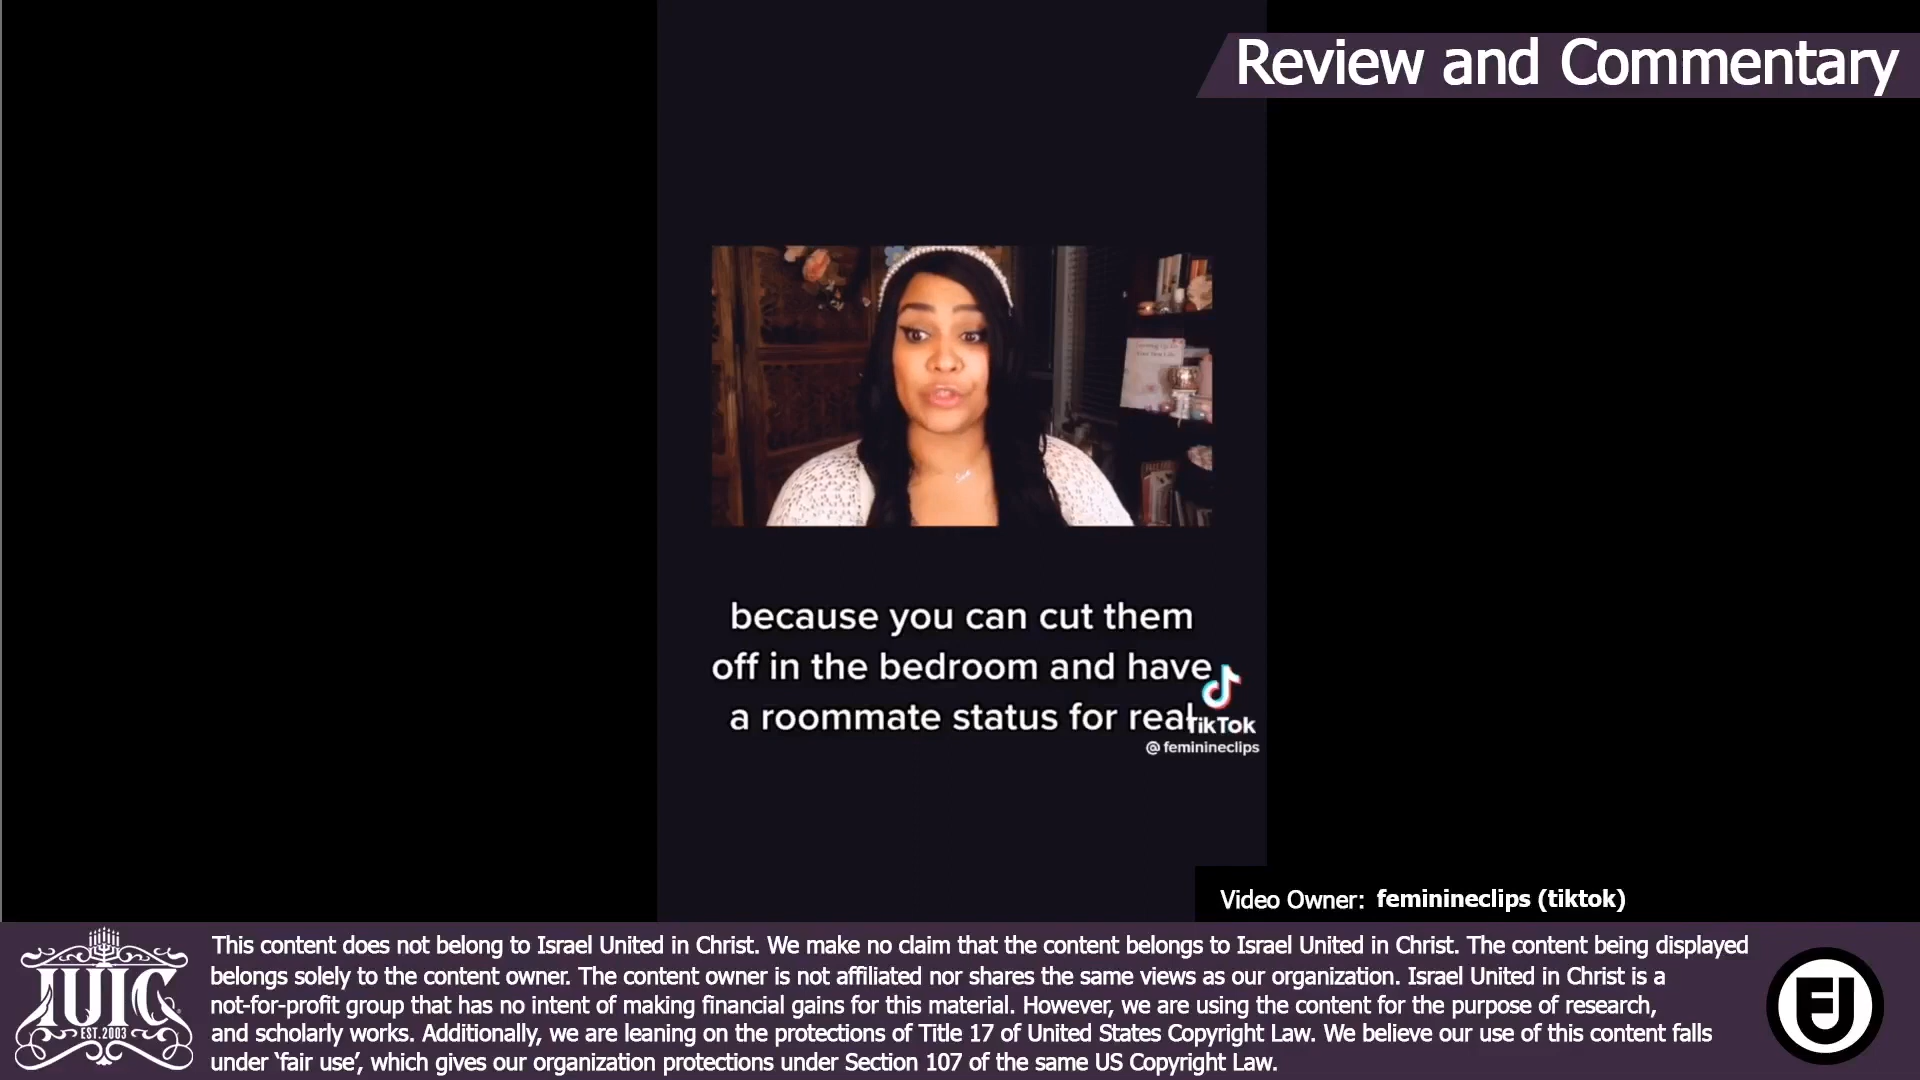 Review and Commentary
because you can cut them
off in the bedroom and have
a roommate status for real
TikTok
@feminineclips
Video Owner: feminineclips (tiktok)
This content does not belong to Israel United in Christ. We make no claim that the content belongs to Israel United in Christ. The content being displayed
belongs solely to the content owner. The content owner is not affiliated nor shares the same views as our organization. Israel United in Christ is a
not-for-profit group that has no intent of making financial gains for this material. However, we are using the content for the purpose of research,
and scholarly works. Additionally, we are leaning on the protections of Title 17 of United States Copyright Law. We believe our use of this content falls
under ‘fair use’, which gives our organization protections under Section 107 of the same US Copyright Law.
IUIC
EST. 2003